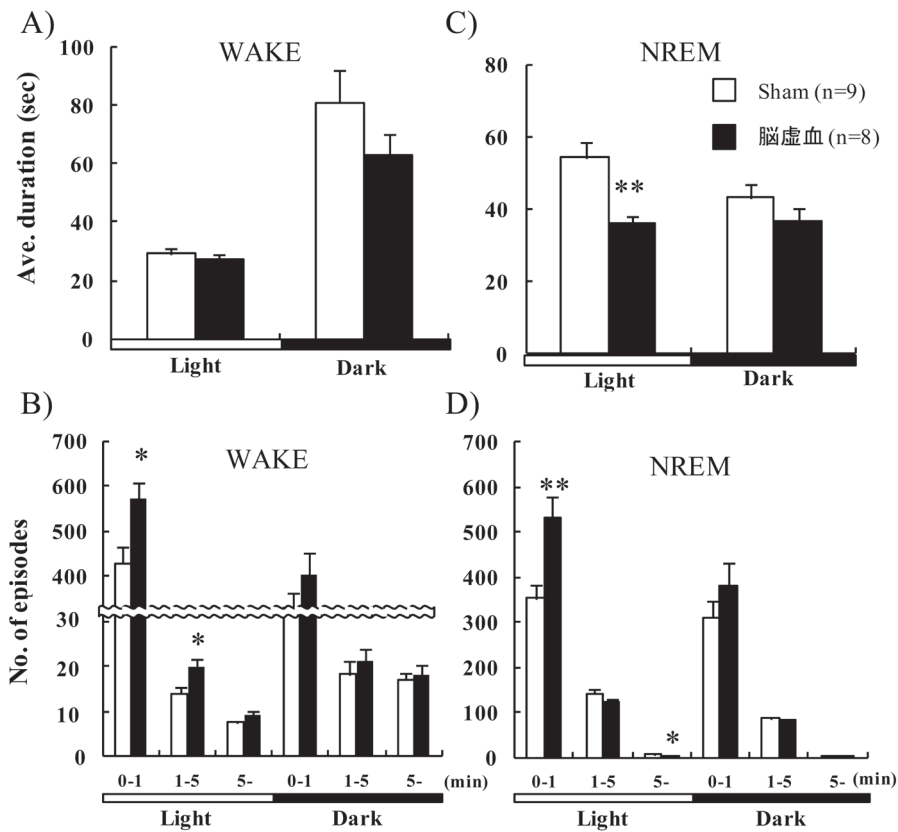 A)
WAKE
Ave. duration (sec)
100
80
60
40
20
0
Light
Dark
C)
NREM
80
60
40
20
0
Sham (n=9)
脳虚血 (n=8)
**
Light
Dark
B)
WAKE
No. of episodes
700
600
500
400
30
20
10
0
*
*
0-1 1-5 5- 0-1 1-5 5- (min)
Light
Dark
D)
NREM
700
600
500
400
300
200
100
0
**
*
0-1 1-5 5- 0-1 1-5 5- (min)
Light
Dark